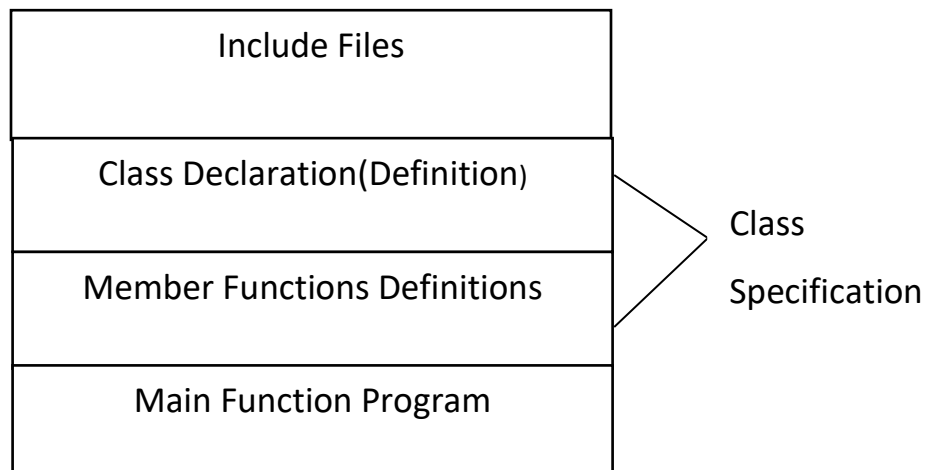 Include Files
Class Declaration(Definition)
Class
Member Functions Definitions
Specification
Main Function Program